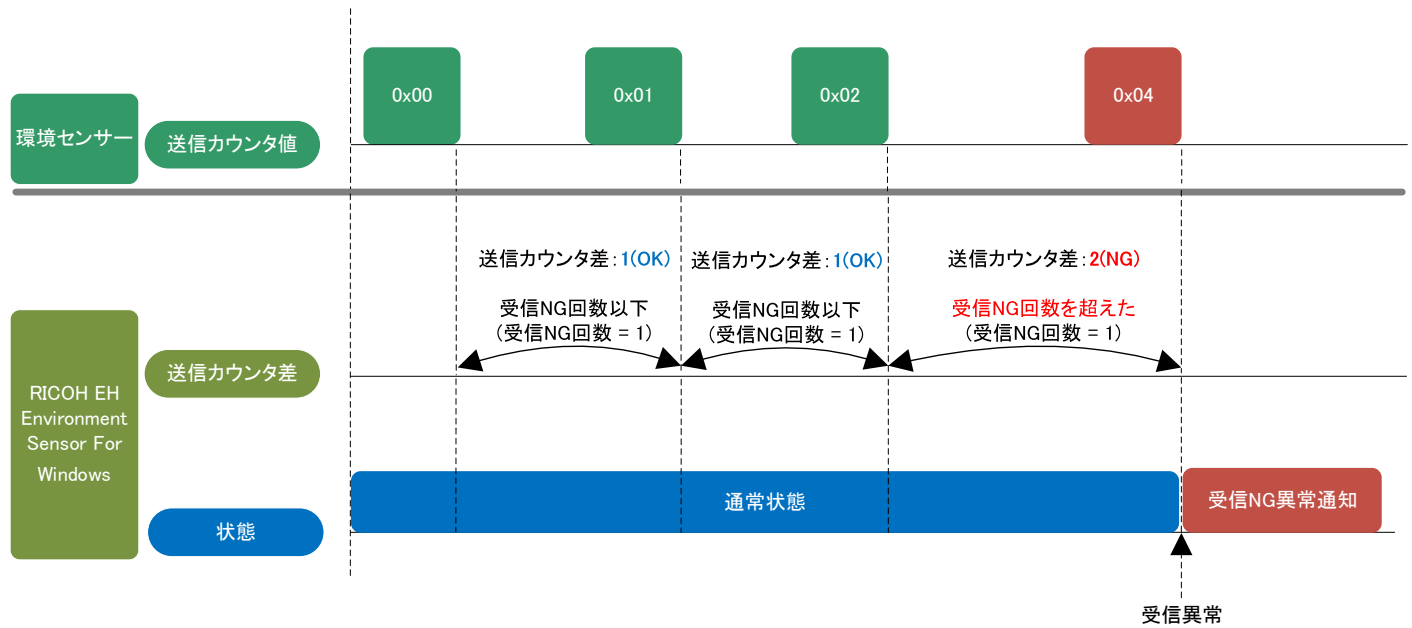 0x00
0x01
0x02
0x04
環境センサー
送信カウンタ値
送信カウンタ差：1(OK)
送信カウンタ差：1(OK)
送信カウンタ差：2(NG)
受信NG回数以下
（受信NG回数 = 1）
受信NG回数以下
（受信NG回数 = 1）
受信NG回数を超えた
（受信NG回数 = 1）
RICOH EH
Environment
Sensor For
Windows
送信カウンタ差
状態
通常状態
受信NG異常通知
受信異常